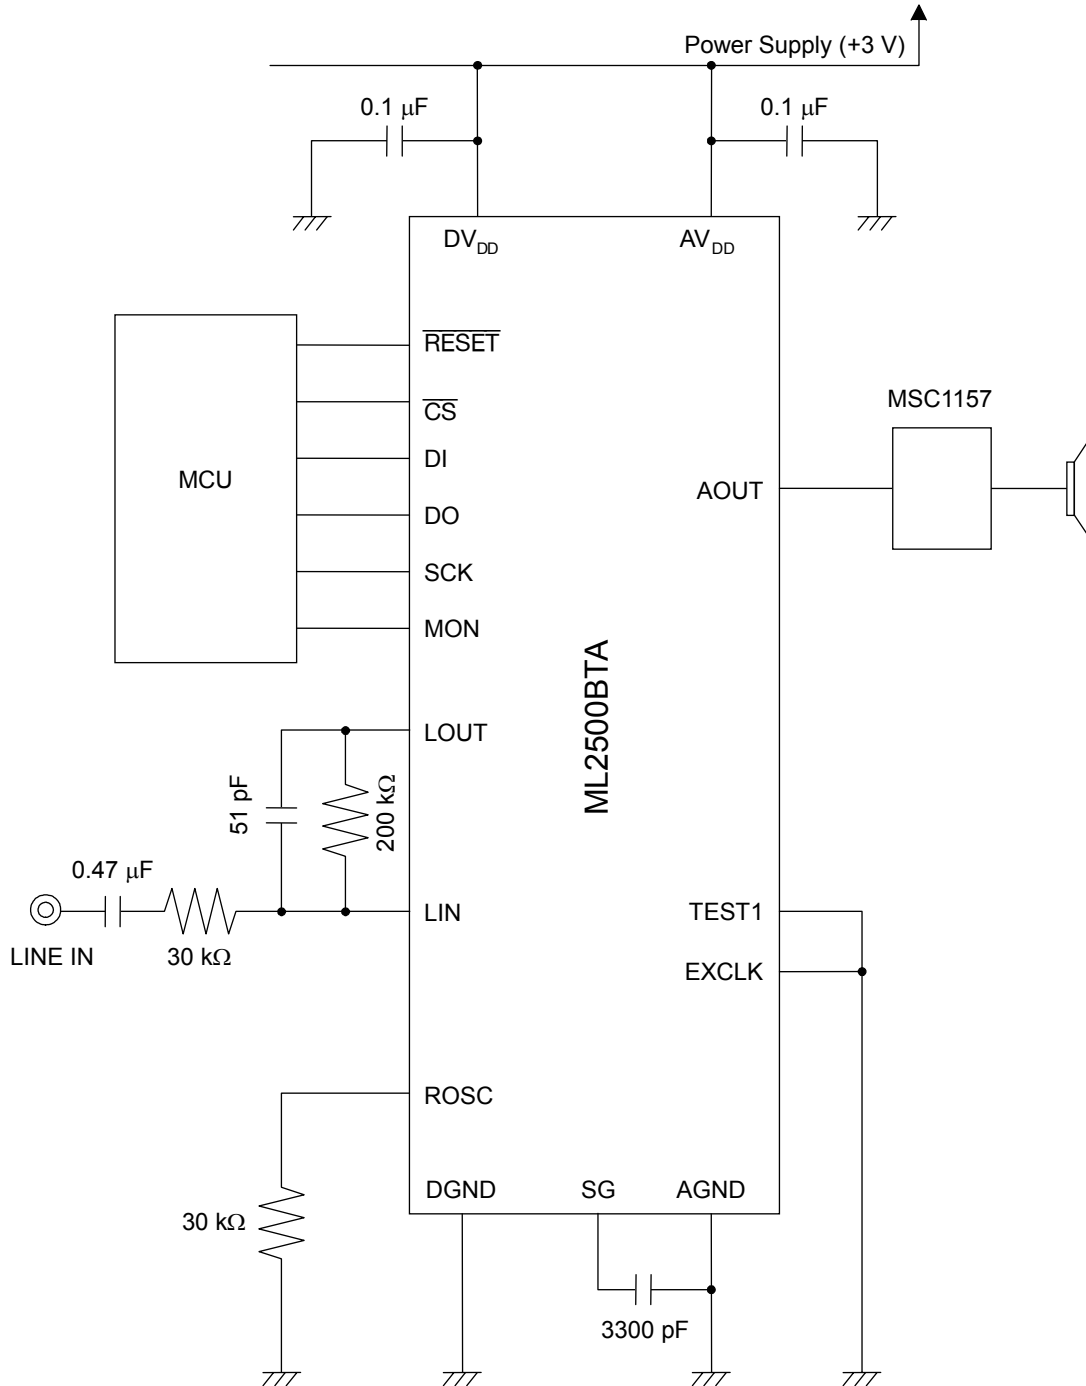 Power Supply (+3 V)
0.1 μF
0.1 μF
DVDD
AVDD
RESET
CS
DI
DO
SCK
MON
MCU
MSC1157
AOUT
ML2500BTA
LOUT
51 pF
200 kΩ
0.47 μF
LINE IN
30 kΩ
LIN
TEST1
EXCLK
ROSC
30 kΩ
DGND
SG
AGND
3300 pF